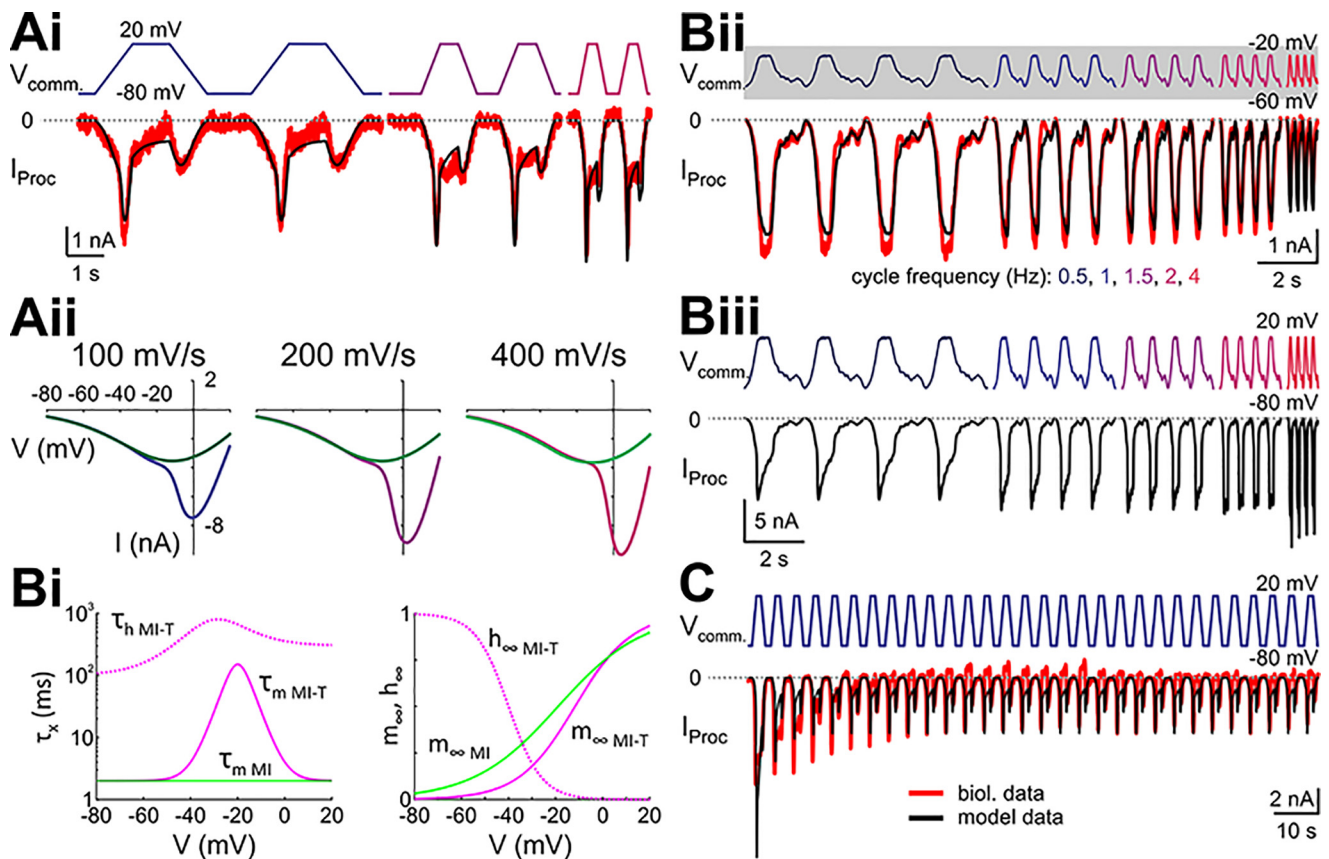 Ai
20 mV
Vcomm.
-80 mV
0
IProc
1 nA
1 s
Aii
100 mV/s 200 mV/s 400 mV/s
2
-80 -60 -40 -20
V (mV)
-8
I (nA)
Bi
10³
10²
10
1
τx (ms)
τh MI-T
τm MI-T
τm MI
-80 -60 -40 -20 0 20
V (mV)
1
0
m∞, h∞
h∞ MI-T
m∞ MI
m∞ MI-T
-80 -60 -40 -20 0 20
V (mV)
Bii
-20 mV
Vcomm.
-60 mV
0
IProc
1 nA
2 s
cycle frequency (Hz): 0.5, 1, 1.5, 2, 4
Biii
20 mV
Vcomm.
-80 mV
0
IProc
5 nA
2 s
C
20 mV
Vcomm.
-80 mV
0
IProc
biol. data
model data
2 nA
10 s